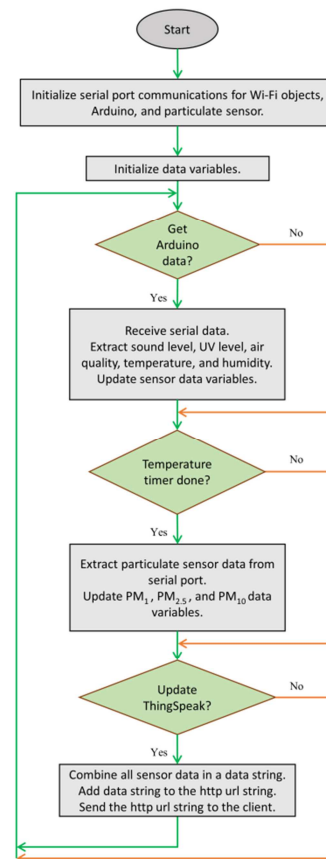 Start
Initialize serial port communications for Wi-Fi objects,
Arduino, and particulate sensor.
Initialize data variables.
Get
Arduino
data?
No
Yes
Receive serial data.
Extract sound level, UV level, air
quality, temperature, and humidity.
Update sensor data variables.
Temperature
timer done?
No
Yes
Extract particulate sensor data from
serial port.
Update PM₁, PM₂.₅, and PM₁₀ data
variables.
Update
ThingSpeak?
No
Yes
Combine all sensor data in a data string.
Add data string to the http url string.
Send the http url string to the client.